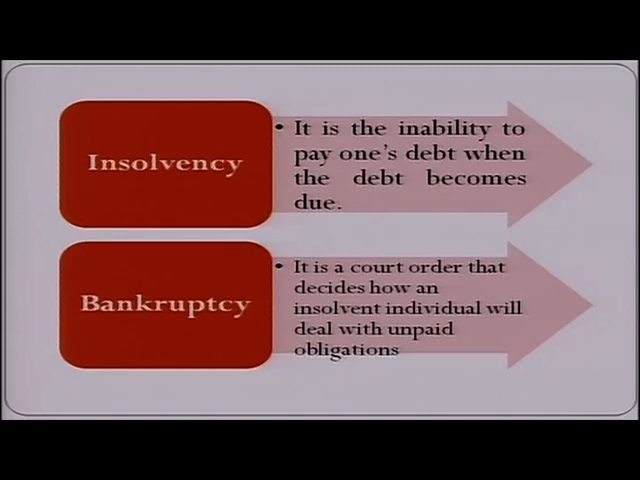 Insolvency
• It is the inability to
pay one's debt when
the debt becomes
due.
Bankruptcy
• It is a court order that
decides how an
insolvent individual will
deal with unpaid
obligations